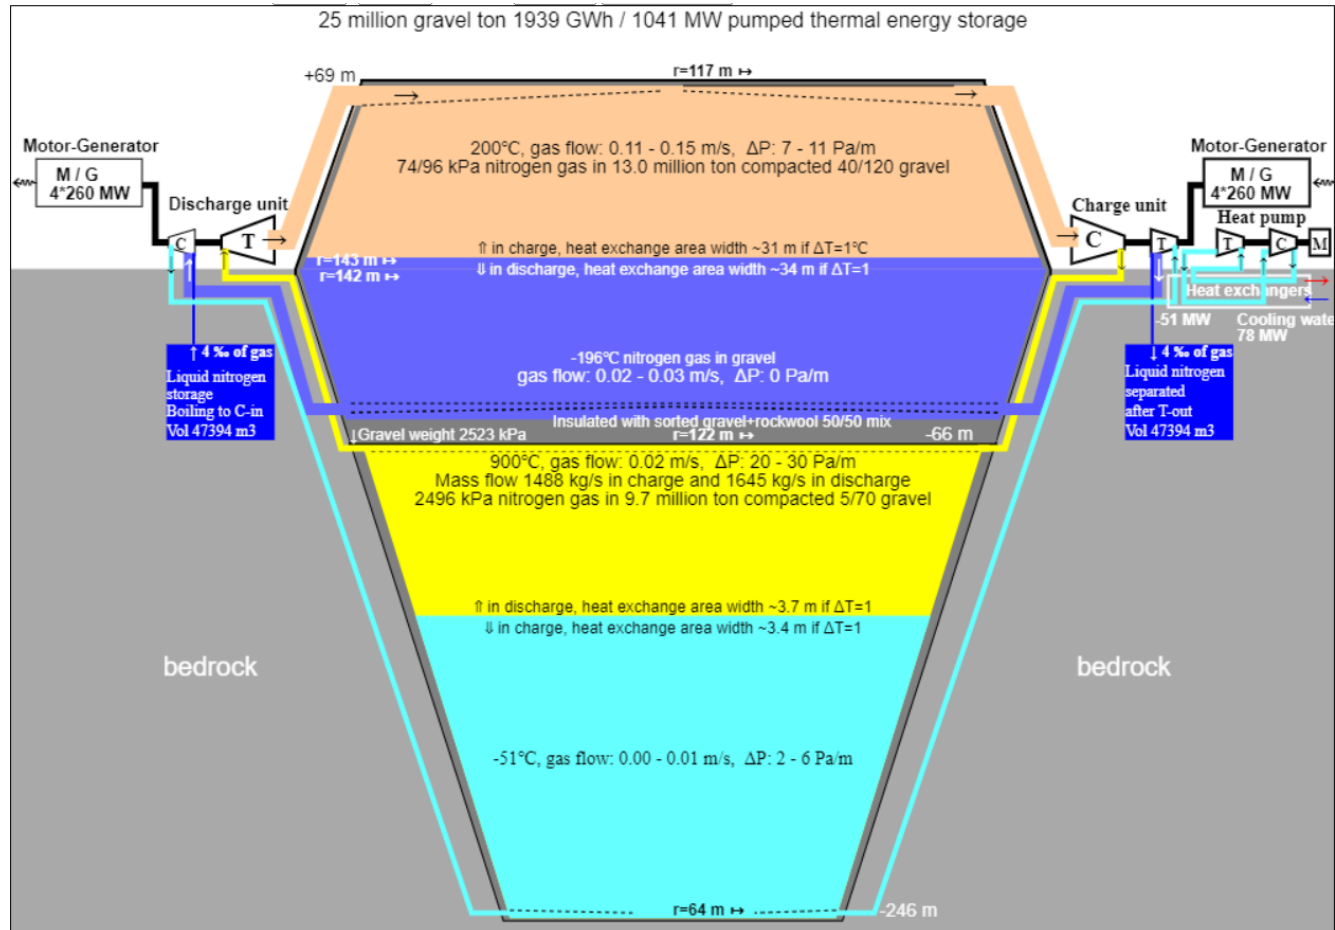 25 million gravel ton 1939 GWh / 1041 MW pumped thermal energy storage
+69 m
r=117 m ↦
200℃, gas flow: 0.11 - 0.15 m/s, ΔP: 7 - 11 Pa/m
74/96 kPa nitrogen gas in 13.0 million ton compacted 40/120 gravel
Motor-Generator
M / G
4*260 MW
Discharge unit
C
T
Motor-Generator
M / G
4*260 MW
Charge unit
Heat pump
C
T
T
C
M
⇑ in charge, heat exchange area width ~31 m if ΔT=1℃
r=143 m ↦
⇓ in discharge, heat exchange area width ~34 m if ΔT=1
r=142 m ↦
Heat exchangers
-51 MW
Cooling wate
78 MW
↑ 4 ‰ of gas
Liquid nitrogen
storage
Boiling to C-in
Vol 47394 m3
-196℃ nitrogen gas in gravel
gas flow: 0.02 - 0.03 m/s, ΔP: 0 Pa/m
↓ 4 ‰ of gas
Liquid nitrogen
separated
after T-out
Vol 47394 m3
Insulated with sorted gravel+rockwool 50/50 mix
↓Gravel weight 2523 kPa
r=122 m ↦
-66 m
900℃, gas flow: 0.02 m/s, ΔP: 20 - 30 Pa/m
Mass flow 1488 kg/s in charge and 1645 kg/s in discharge
2496 kPa nitrogen gas in 9.7 million ton compacted 5/70 gravel
⇑ in discharge, heat exchange area width ~3.7 m if ΔT=1
⇓ in charge, heat exchange area width ~3.4 m if ΔT=1
bedrock
bedrock
-51℃, gas flow: 0.00 - 0.01 m/s, ΔP: 2 - 6 Pa/m
r=64 m ↦
-246 m